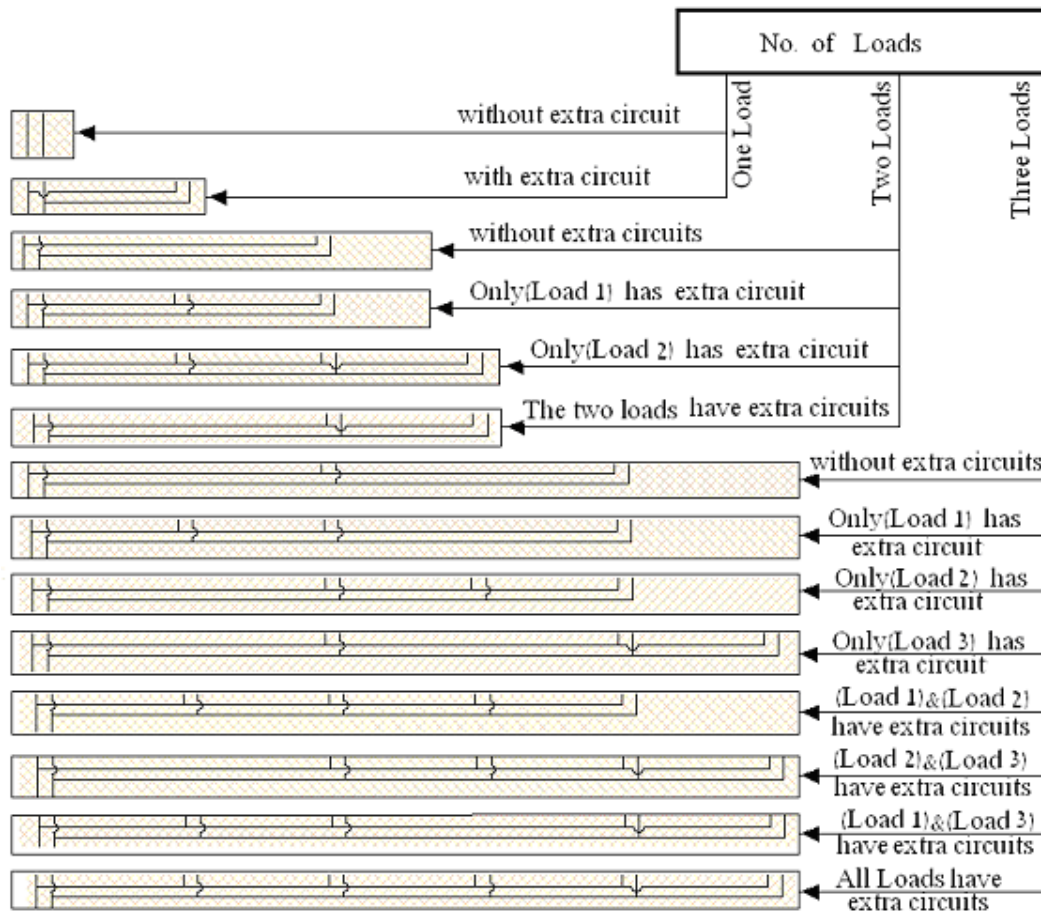 No. of Loads
One Load
Two Loads
Three Loads
without extra circuit
with extra circuit
without extra circuits
Only(Load 1) has extra circuit
Only(Load 2) has extra circuit
The two loads have extra circuits
without extra circuits
Only(Load 1) has
extra circuit
Only(Load 2) has
extra circuit
Only(Load 3) has
extra circuit
(Load 1)&(Load 2)
have extra circuits
(Load 2)&(Load 3)
have extra circuits
(Load 1)&(Load 3)
have extra circuits
All Loads have
extra circuits